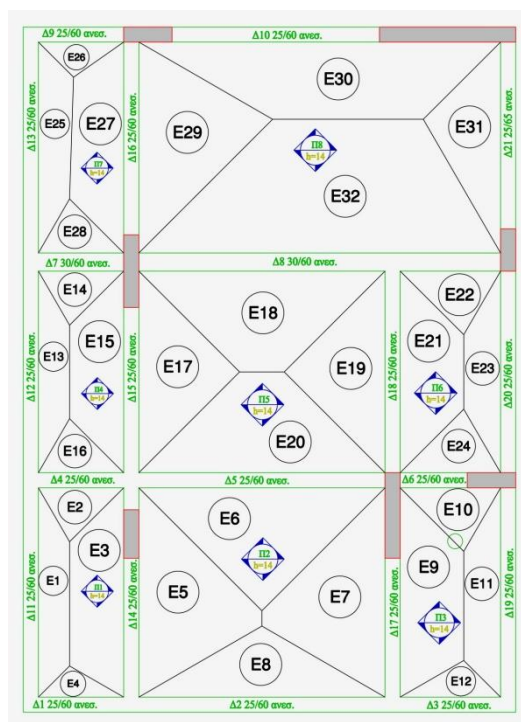 Δ9 25/60 ανεσ.
Δ10 25/60 ανεσ.
E26
E30
Δ13 25/60 ανεσ.
E25
E27
Δ16 25/60 ανεσ.
E29
E31
Δ21 25/65 ανεσ.
Π7
h=14
Π8
h=14
E32
E28
Δ7 30/60 ανεσ.
Δ8 30/60 ανεσ.
E14
E22
E18
Δ12 25/60 ανεσ.
E13
E15
Δ15 25/60 ανεσ.
E17
E19
Δ18 25/60 ανεσ.
E21
E23
Δ20 25/60 ανεσ.
Π4
h=14
Π5
h=14
Π6
h=14
E16
E20
E24
Δ4 25/60 ανεσ.
Δ5 25/60 ανεσ.
Δ6 25/60 ανεσ.
E2
E6
E10
Δ11 25/60 ανεσ.
E1
E3
Δ14 25/60 ανεσ.
E5
E7
Δ17 25/60 ανεσ.
E9
E11
Δ19 25/60 ανεσ.
Π1
h=14
Π2
h=14
Π3
h=14
E4
E8
E12
Δ1 25/60 ανεσ.
Δ2 25/60 ανεσ.
Δ3 25/60 ανεσ.